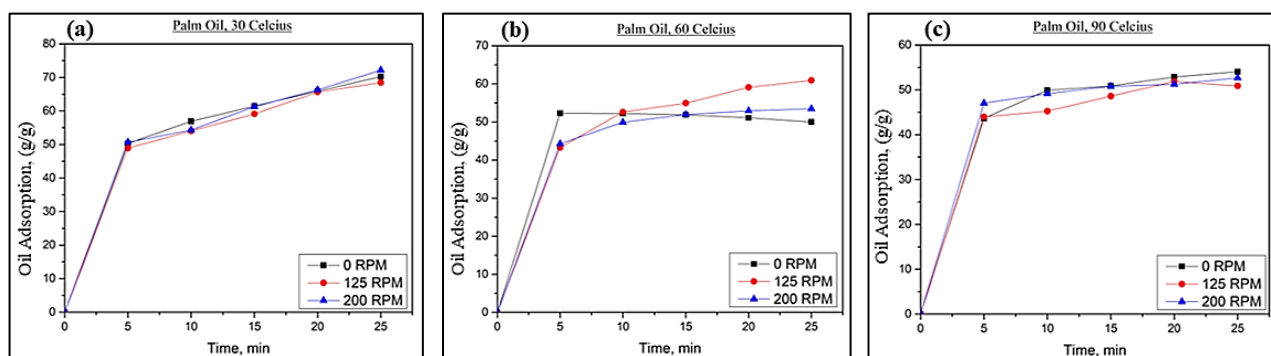 (a)
Palm Oil, 30 Celcius
Oil Adsorption, (g/g)
80
70
60
50
40
30
20
10
0
0 RPM
125 RPM
200 RPM
0 5 10 15 20 25
Time, min
(b)
Palm Oil, 60 Celcius
Oil Adsorption, (g/g)
70
60
50
40
30
20
10
0
0 RPM
125 RPM
200 RPM
0 5 10 15 20 25
Time, min
(c)
Palm Oil, 90 Celcius
Oil Adsorption, (g/g)
60
50
40
30
20
10
0
0 RPM
125 RPM
200 RPM
0 5 10 15 20 25
Time, min